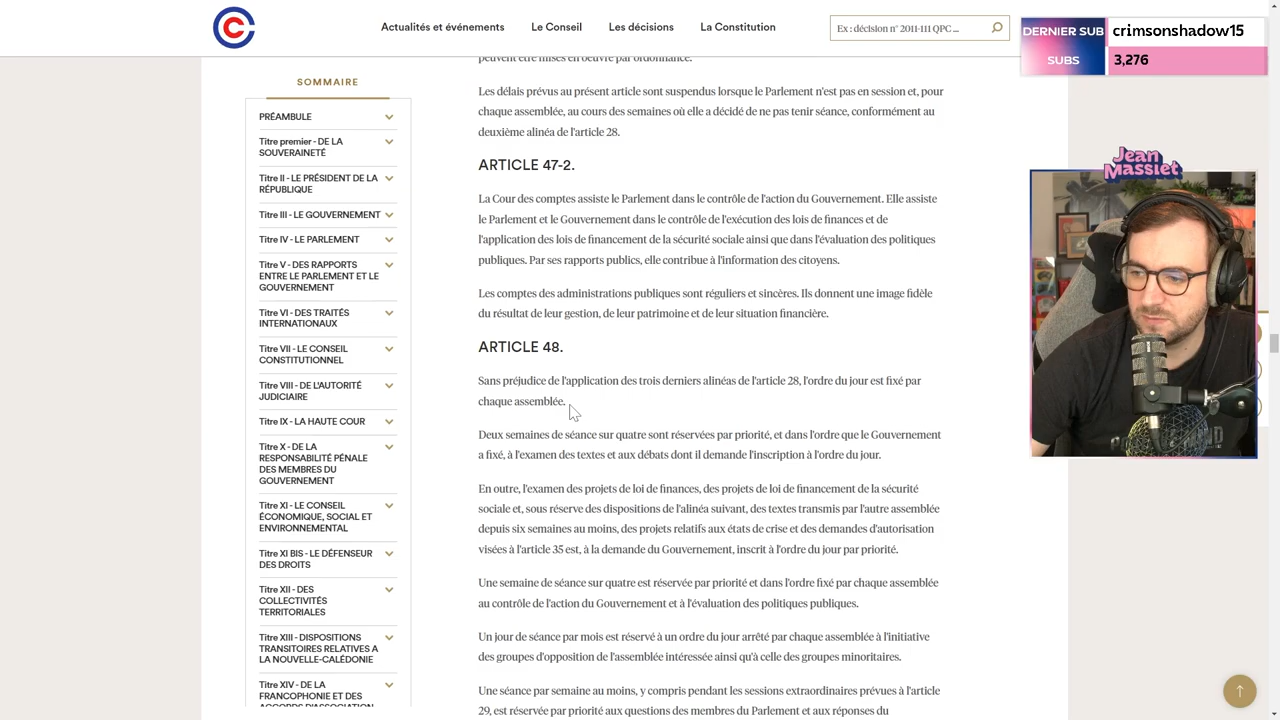 Actualités et événements
Le Conseil
Les décisions
La Constitution
Ex : décision n° 2011-111 QPC ...
DERNIER SUB
crimsonshadow15
SUBS
3,276
Jean
Massiet
SOMMAIRE
PRÉAMBULE
Titre premier - DE LA
SOUVERAINETÉ
Titre II - LE PRÉSIDENT DE LA
RÉPUBLIQUE
Titre III - LE GOUVERNEMENT
Titre IV - LE PARLEMENT
Titre V - DES RAPPORTS
ENTRE LE PARLEMENT ET LE
GOUVERNEMENT
Titre VI - DES TRAITÉS
INTERNATIONAUX
Titre VII - LE CONSEIL
CONSTITUTIONNEL
Titre VIII - DE L'AUTORITÉ
JUDICIAIRE
Titre IX - LA HAUTE COUR
Titre X - DE LA
RESPONSABILITÉ PÉNALE
DES MEMBRES DU
GOUVERNEMENT
Titre XI - LE CONSEIL
ÉCONOMIQUE, SOCIAL ET
ENVIRONNEMENTAL
Titre XI BIS - LE DÉFENSEUR
DES DROITS
Titre XII - DES
COLLECTIVITÉS
TERRITORIALES
Titre XIII - DISPOSITIONS
TRANSITOIRES RELATIVES A
LA NOUVELLE-CALÉDONIE
Titre XIV - DE LA
FRANCOPHONIE ET DES
ACCORDS D'ASSOCIATION
peuvent être mises en oeuvre par ordonnance.
Les délais prévus au présent article sont suspendus lorsque le Parlement n'est pas en session et, pour
chaque assemblée, au cours des semaines où elle a décidé de ne pas tenir séance, conformément au
deuxième alinéa de l'article 28.
ARTICLE 47-2.
La Cour des comptes assiste le Parlement dans le contrôle de l'action du Gouvernement. Elle assiste
le Parlement et le Gouvernement dans le contrôle de l'exécution des lois de finances et de
l'application des lois de financement de la sécurité sociale ainsi que dans l'évaluation des politiques
publiques. Par ses rapports publics, elle contribue à l'information des citoyens.
Les comptes des administrations publiques sont réguliers et sincères. Ils donnent une image fidèle
du résultat de leur gestion, de leur patrimoine et de leur situation financière.
ARTICLE 48.
Sans préjudice de l'application des trois derniers alinéas de l'article 28, l'ordre du jour est fixé par
chaque assemblée.
Deux semaines de séance sur quatre sont réservées par priorité, et dans l'ordre que le Gouvernement
a fixé, à l'examen des textes et aux débats dont il demande l'inscription à l'ordre du jour.
En outre, l'examen des projets de loi de finances, des projets de loi de financement de la sécurité
sociale et, sous réserve des dispositions de l'alinéa suivant, des textes transmis par l'autre assemblée
depuis six semaines au moins, des projets relatifs aux états de crise et des demandes d'autorisation
visées à l'article 35 est, à la demande du Gouvernement, inscrit à l'ordre du jour par priorité.
Une semaine de séance sur quatre est réservée par priorité et dans l'ordre fixé par chaque assemblée
au contrôle de l'action du Gouvernement et à l'évaluation des politiques publiques.
Un jour de séance par mois est réservé à un ordre du jour arrêté par chaque assemblée à l'initiative
des groupes d'opposition de l'assemblée intéressée ainsi qu'à celle des groupes minoritaires.
Une séance par semaine au moins, y compris pendant les sessions extraordinaires prévues à l'article
29, est réservée par priorité aux questions des membres du Parlement et aux réponses du